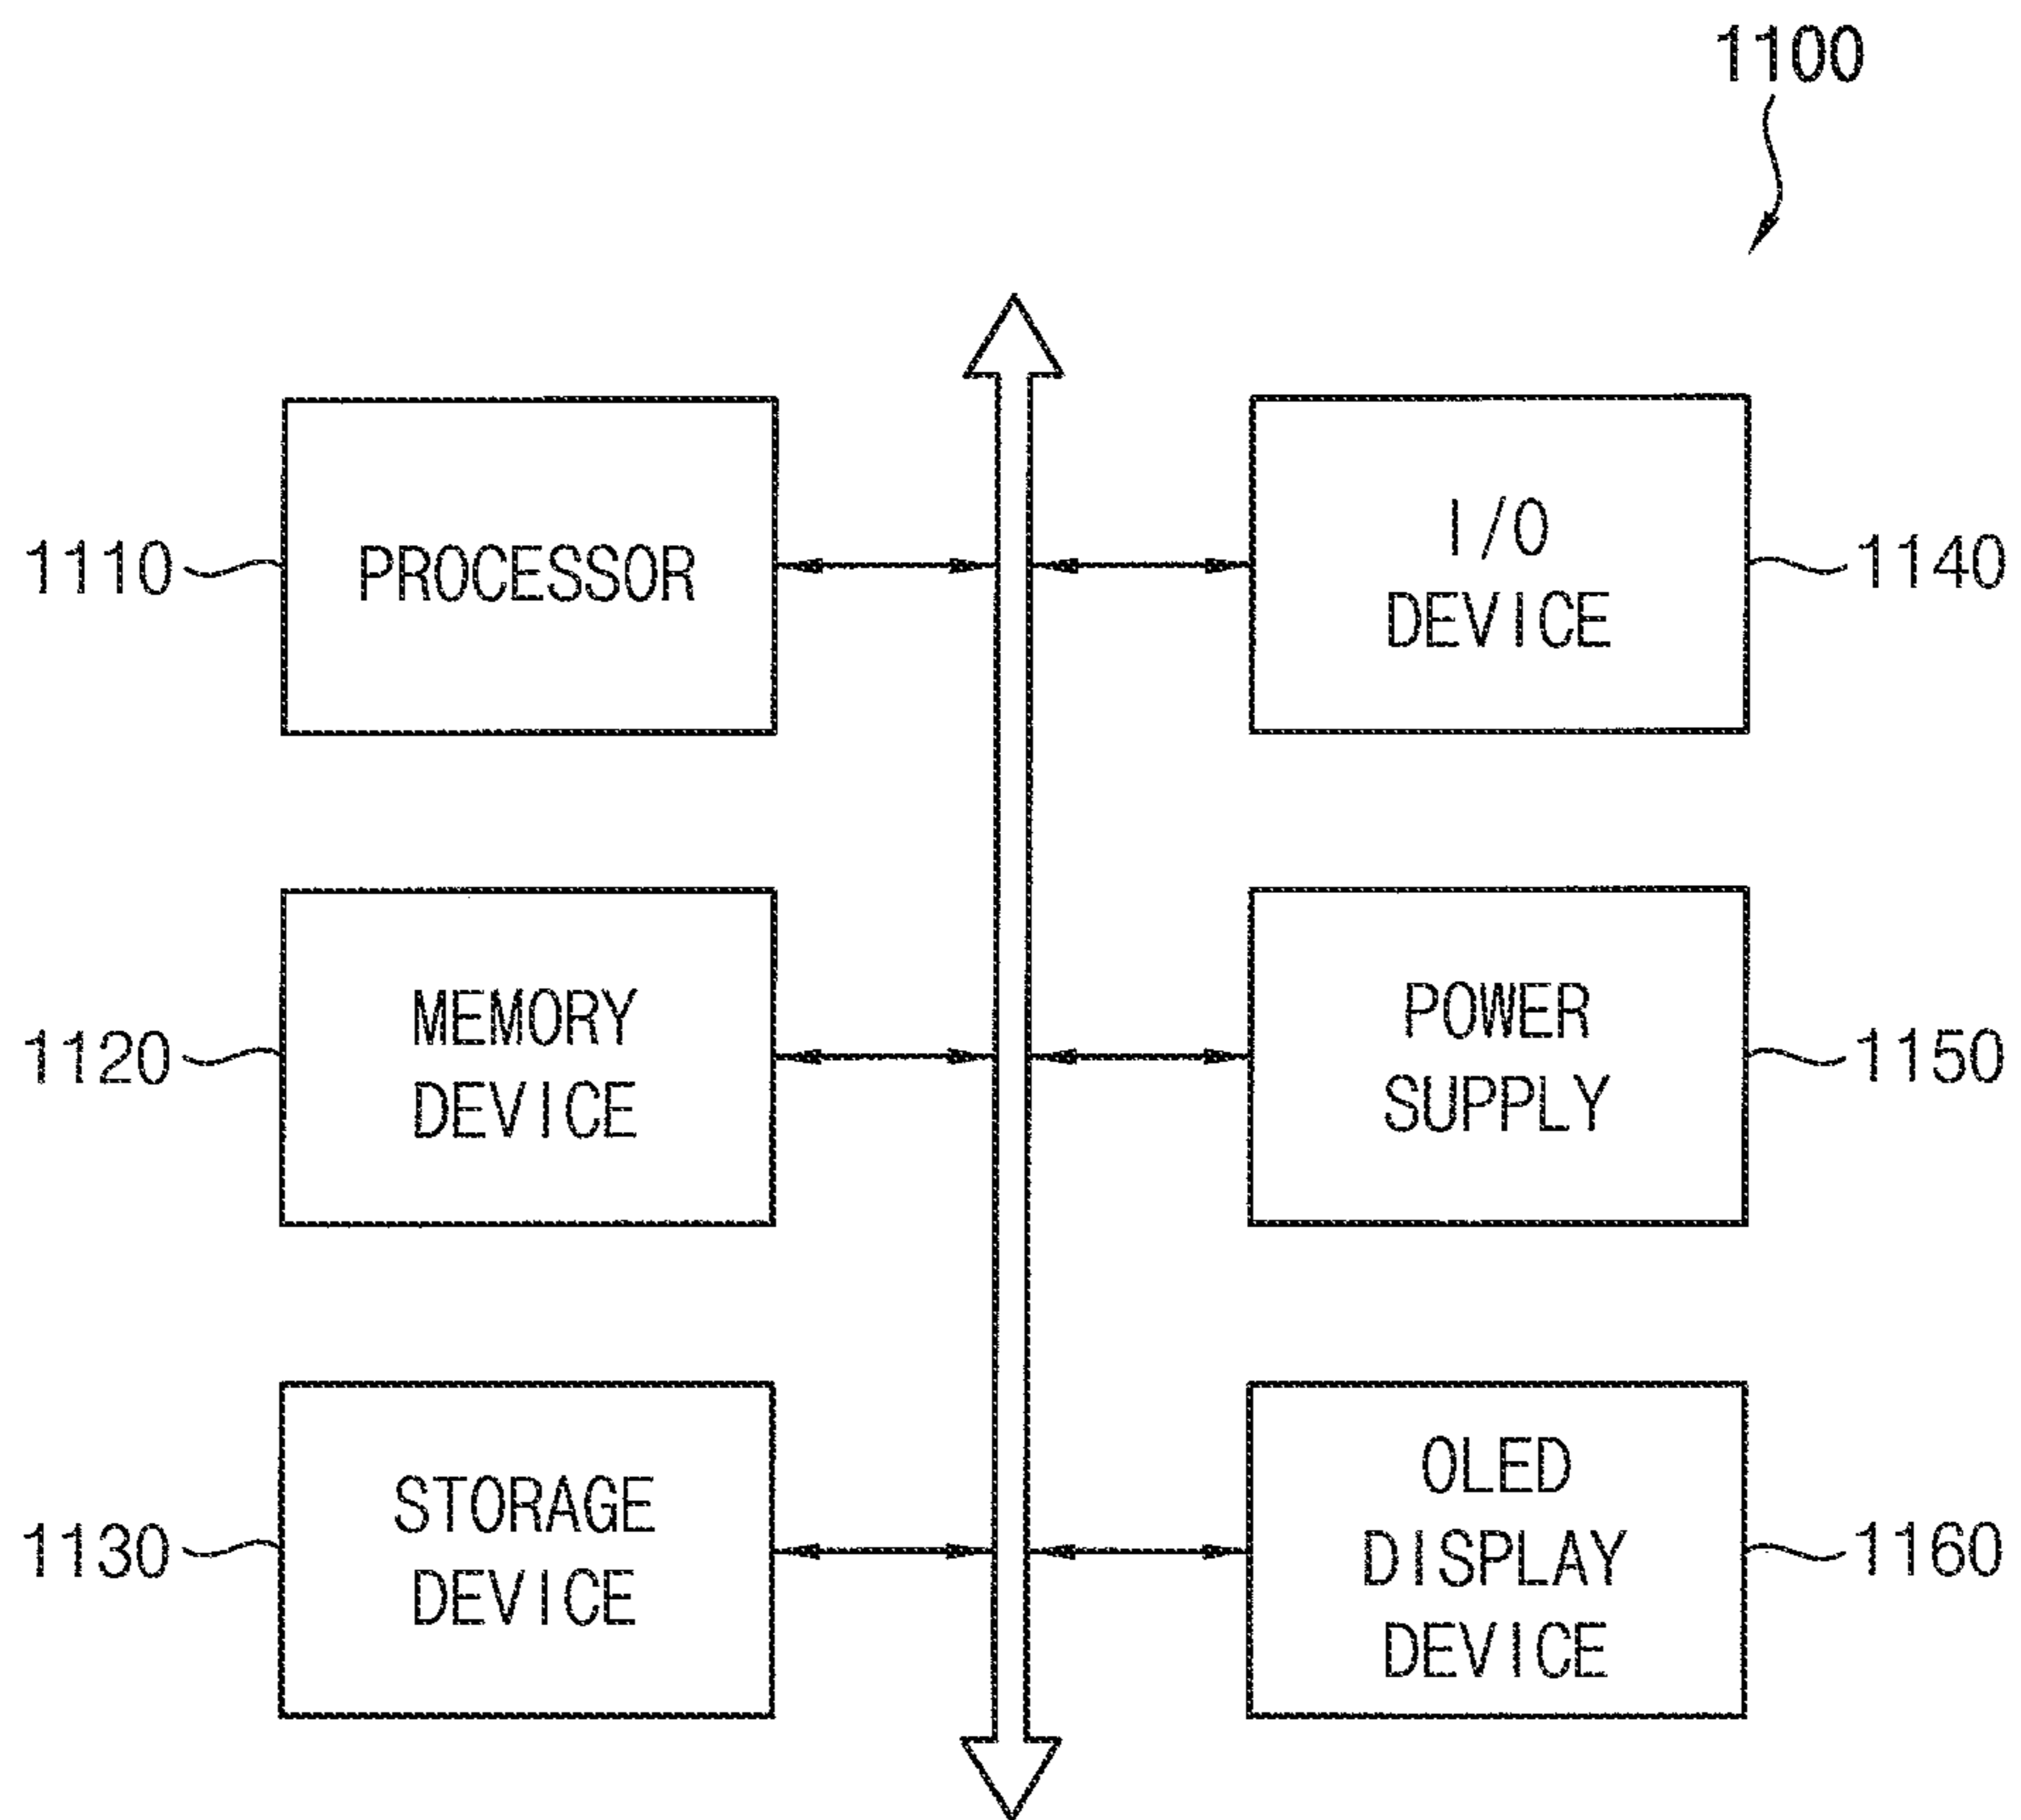 1100
1110
PROCESSOR
I/O
DEVICE
1140
1120
MEMORY
DEVICE
POWER
SUPPLY
1150
1130
STORAGE
DEVICE
OLED
DISPLAY
DEVICE
1160